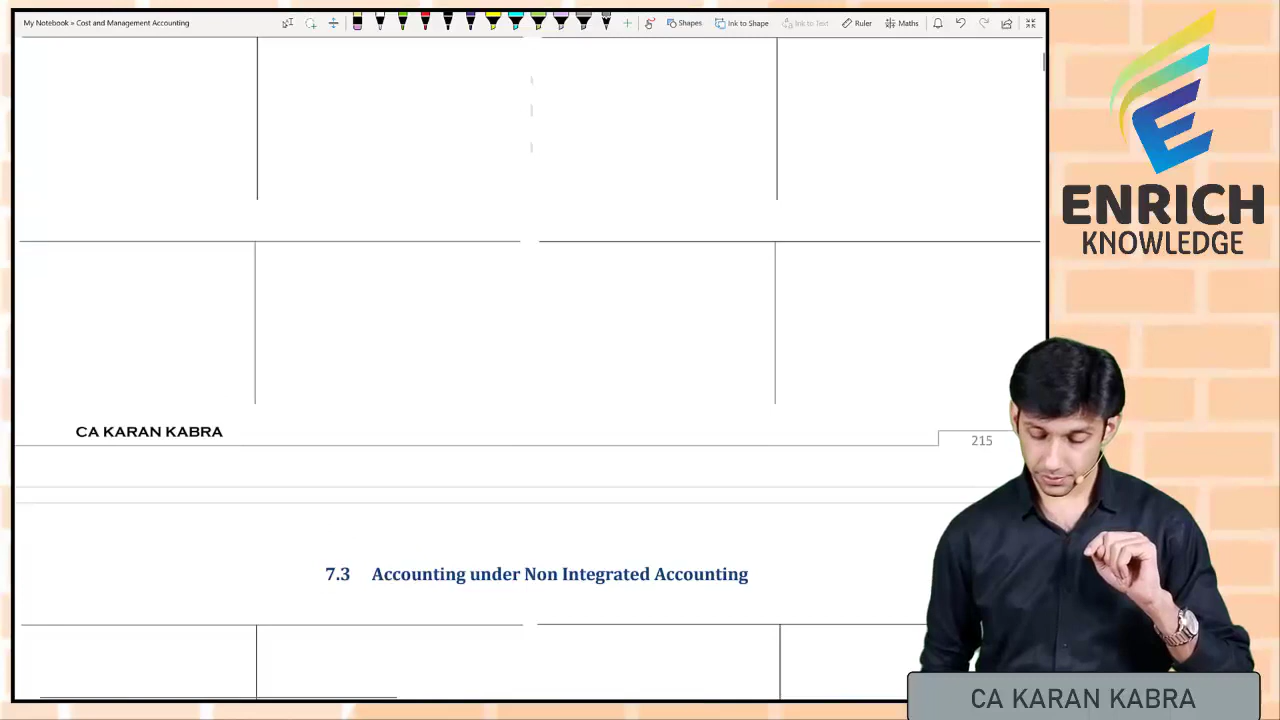 My Notebook » Cost and Management Accounting
Shapes
Ink to Shape
Ink to Text
Ruler
Maths
ENRICH
KNOWLEDGE
CA KARAN KABRA
215
7.3 Accounting under Non Integrated Accounting
CA KARAN KABRA